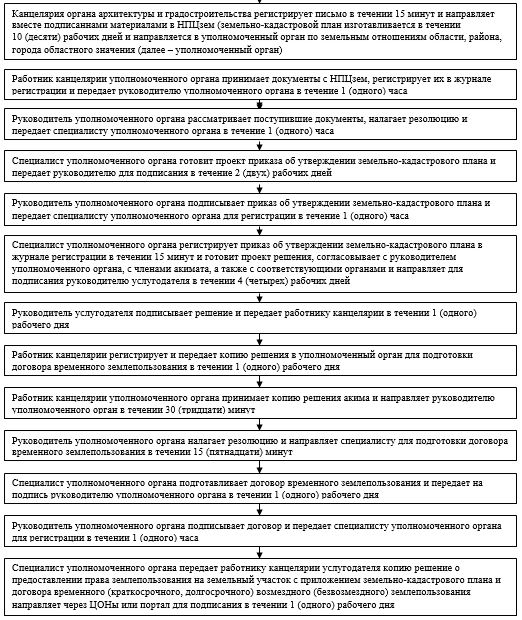 Канцелярия органа архитектуры и градостроительства регистрирует письмо в течении 15 минут и направляет
вместе подписанными материалами в НПЦзем (земельно-кадастровой план изготавливается в течении
10 (десяти) рабочих дней и направляется в уполномоченный орган по земельным отношениям области, района,
города областного значения (далее – уполномоченный орган)
Работник канцелярии уполномоченного органа принимает документы с НПЦзем, регистрирует их в журнале
регистрации и передает руководителю уполномоченного органа в течение 1 (одного) часа
Руководитель уполномоченного органа рассматривает поступившие документы, налагает резолюцию и
передает специалисту уполномоченного органа в течение 1 (одного) часа
Специалист уполномоченного органа готовит проект приказа об утверждении земельно-кадастрового плана и
передает руководителю для подписания в течение 2 (двух) рабочих дней
Руководитель уполномоченного органа подписывает приказ об утверждении земельно-кадастрового плана и
передает специалисту уполномоченного органа для регистрации в течение 1 (одного) часа
Специалист уполномоченного органа регистрирует приказ об утверждении земельно-кадастрового плана в
журнале регистрации в течении 15 минут и готовит проект решения, согласовывает с руководителем
уполномоченного органа, с членами акимата, а также с соответствующими органами и направляет для
подписания руководителю услугодателя в течении 4 (четырех) рабочих дней
Руководитель услугодателя подписывает решение и передает работнику канцелярии в течении 1 (одного)
рабочего дня
Работник канцелярии регистрирует и передает копию решения в уполномоченный орган для подготовки
договора временного землепользования в течении 1 (одного) рабочего дня
Работник канцелярии уполномоченного органа принимает копию решения акима и направляет руководителю
уполномоченного орган в течении 30 (тридцати) минут
Руководитель уполномоченного органа налагает резолюцию и направляет специалисту для подготовки договора
временного землепользования в течении 15 (пятнадцати) минут
Специалист уполномоченного органа подготавливает договор временного землепользования и передает на
подпись руководителю уполномоченного органа в течении 1 (одного) рабочего дня
Руководитель уполномоченного органа подписывает договор и передает специалисту уполномоченного органа
для регистрации в течении 1 (одного) часа
Специалист уполномоченного органа передает работнику канцелярии услугодателя копию решение о
предоставлении права землепользования на земельный участок с приложением земельно-кадастрового плана и
договора временного (краткосрочного, долгосрочного) возмездного (безвозмездного) землепользования
направляет через ЦОНы или портал для подписания в течении 1 (одного) рабочего дня